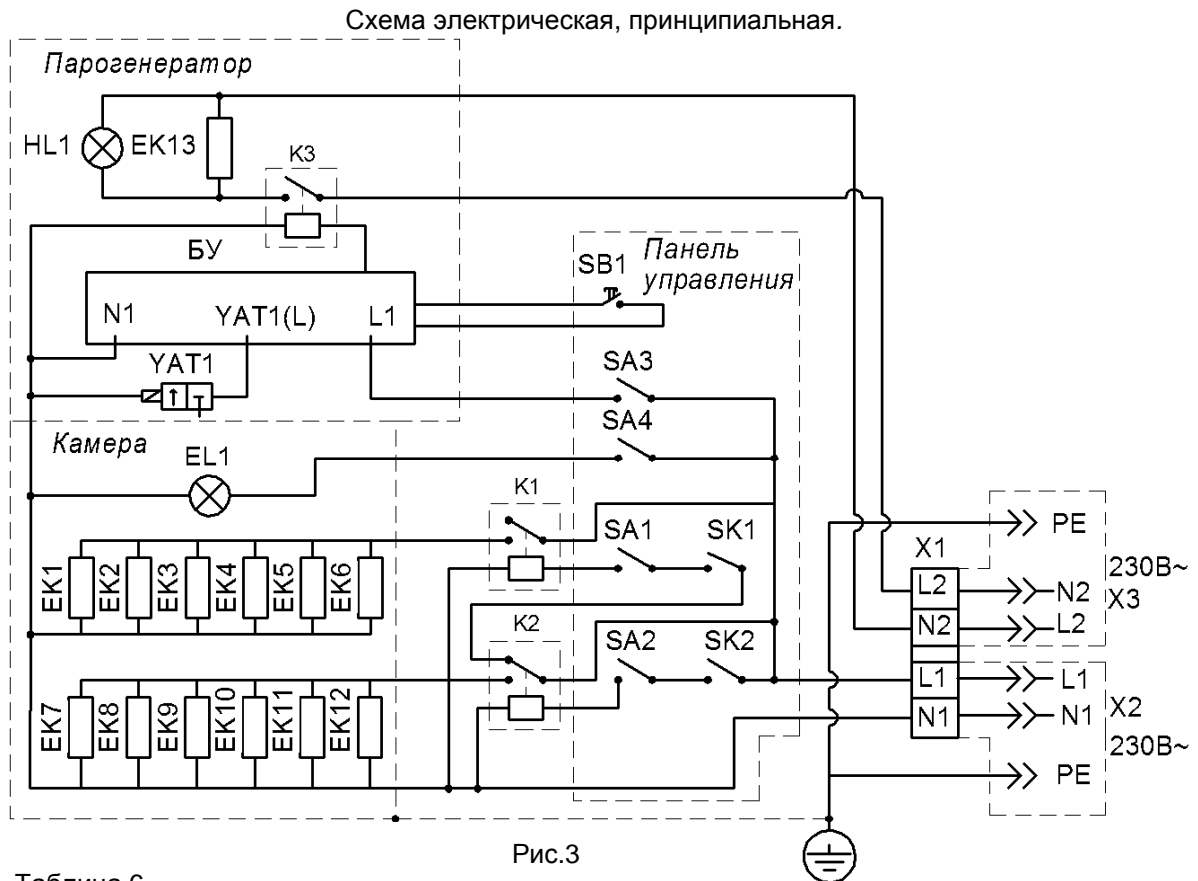 Схема электрическая, принципиальная.
Парогенератор
HL1
EK13
K3
БУ
Панель
управления
SB1
N1
YAT1(L)
L1
YAT1
SA3
SA4
Камера
EL1
K1
SA1
SK1
EK1
EK2
EK3
EK4
EK5
EK6
K2
SA2
SK2
EK7
EK8
EK9
EK10
EK11
EK12
X1
L2
N2
L1
N1
PE
230В~
N2
X3
L2
L1
N1
X2
230В~
PE
Рис.3